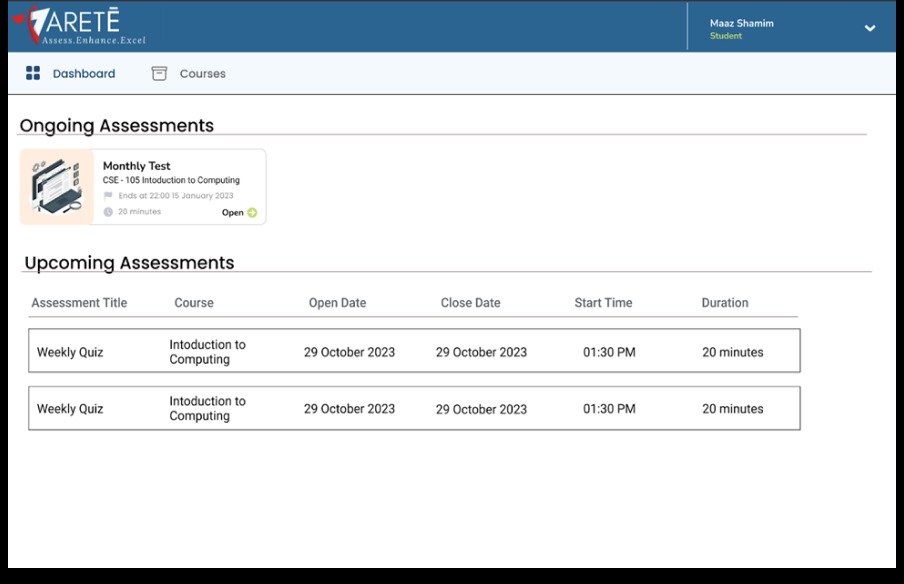 ARETĒ
Assess.Enhance.Excel
Maaz Shamim
Student
Dashboard
Courses
Ongoing Assessments
Monthly Test
CSE - 105 Intoduction to Computing
Ends at 22:00 15 January 2023
20 minutes
Open
Upcoming Assessments
Assessment Title Course Open Date Close Date Start Time Duration
Weekly Quiz Intoduction to Computing 29 October 2023 29 October 2023 01:30 PM 20 minutes
Weekly Quiz Intoduction to Computing 29 October 2023 29 October 2023 01:30 PM 20 minutes